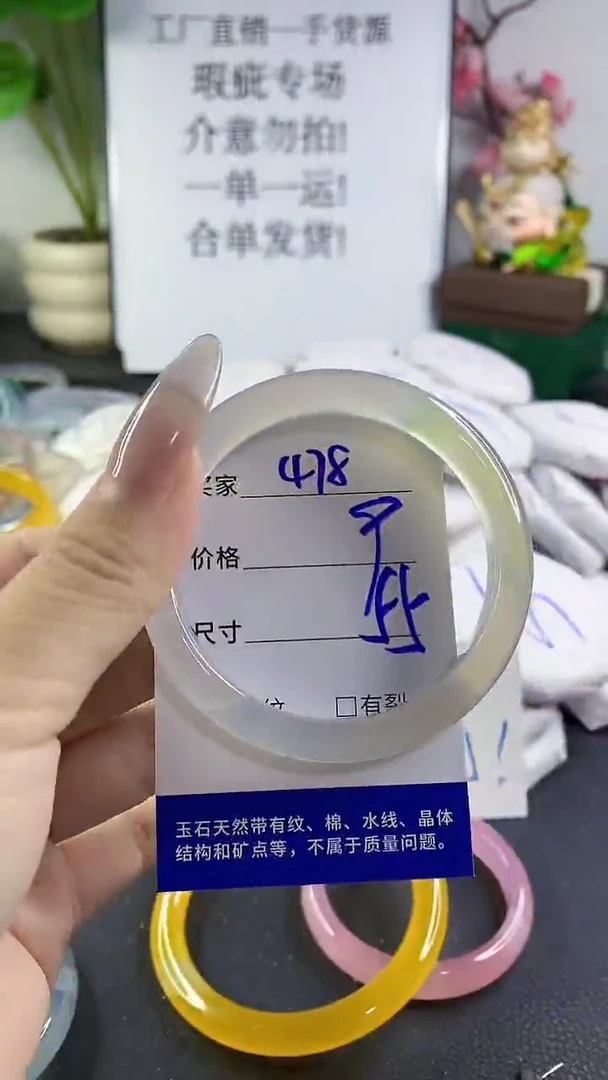 工厂直销一手货源
瑕疵专场
介意勿拍!
一单一运!
合单发货!
买家 478
价格
尺寸 55
纹 □有裂
玉石天然带有纹、棉、水线、晶体
结构和矿点等，不属于质量问题。